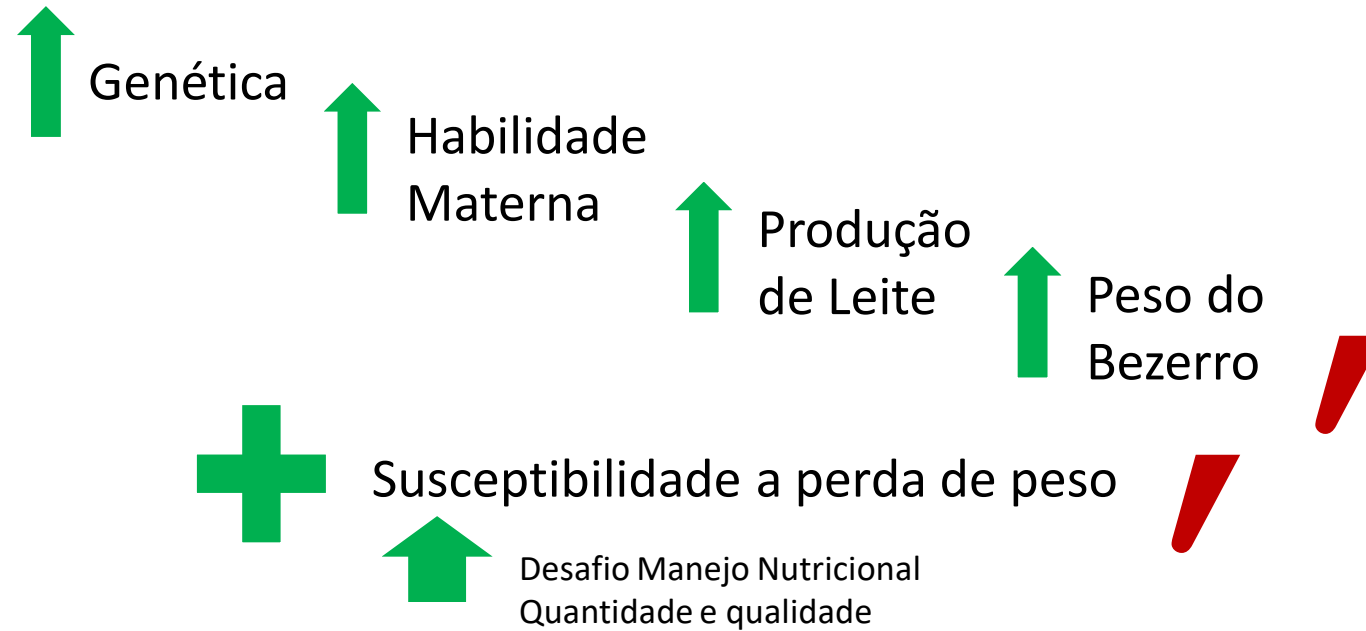 Genética
Habilidade
Materna
Produção
de Leite
Peso do
Bezerro
Susceptibilidade a perda de peso
Desafio Manejo Nutricional
Quantidade e qualidade